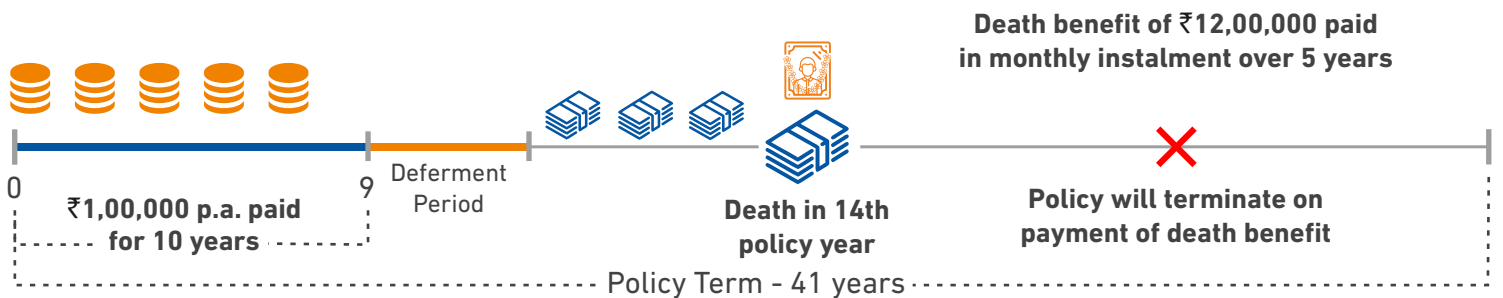 Death benefit of ₹12,00,000 paid
in monthly instalment over 5 years
0
9
Deferment
Period
₹1,00,000 p.a. paid
for 10 years
Death in 14th
policy year
Policy will terminate on
payment of death benefit
Policy Term - 41 years